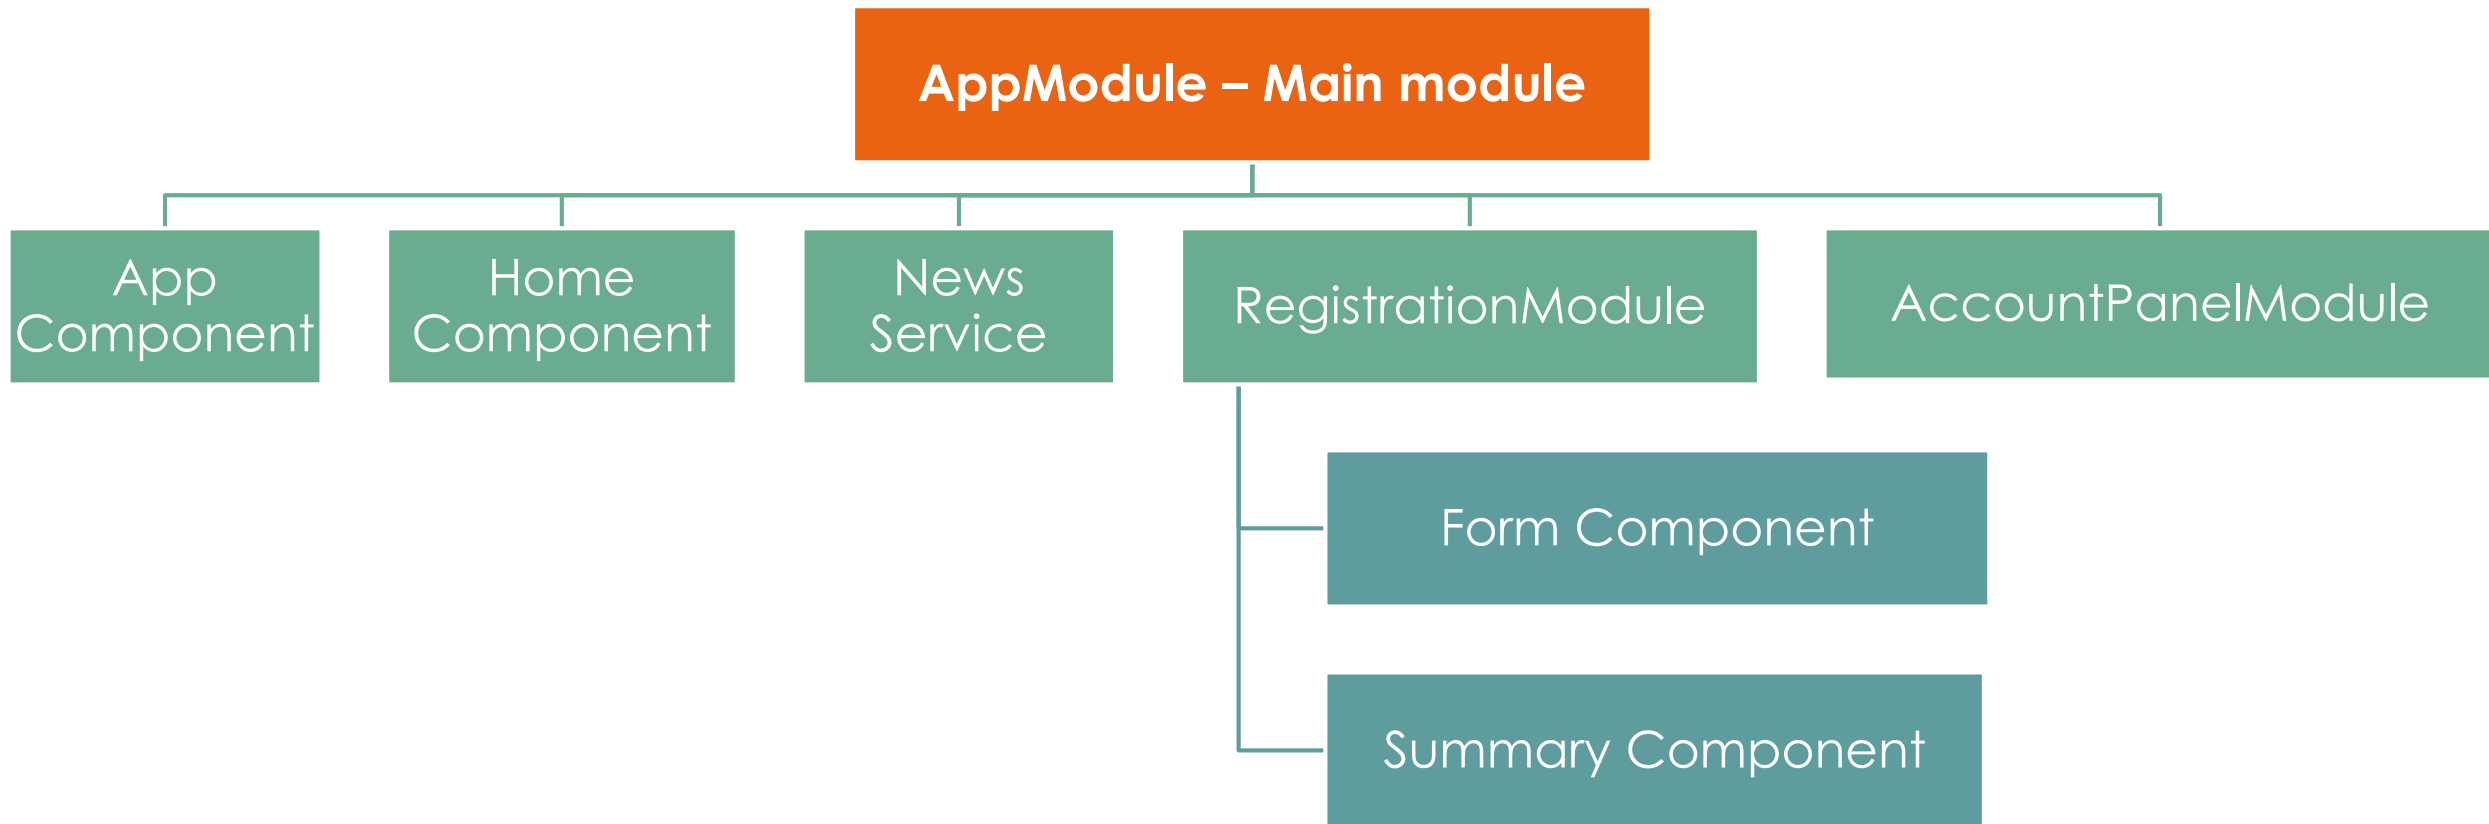 AppModule – Main module
App
Component
Home
Component
News
Service
RegistrationModule
AccountPanelModule
Form Component
Summary Component